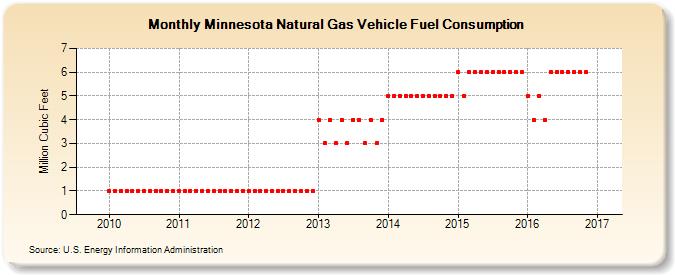 Monthly Minnesota Natural Gas Vehicle Fuel Consumption
Million Cubic Feet
7
6
5
4
3
2
1
0
2010 2011 2012 2013 2014 2015 2016 2017
Source: U.S. Energy Information Administration